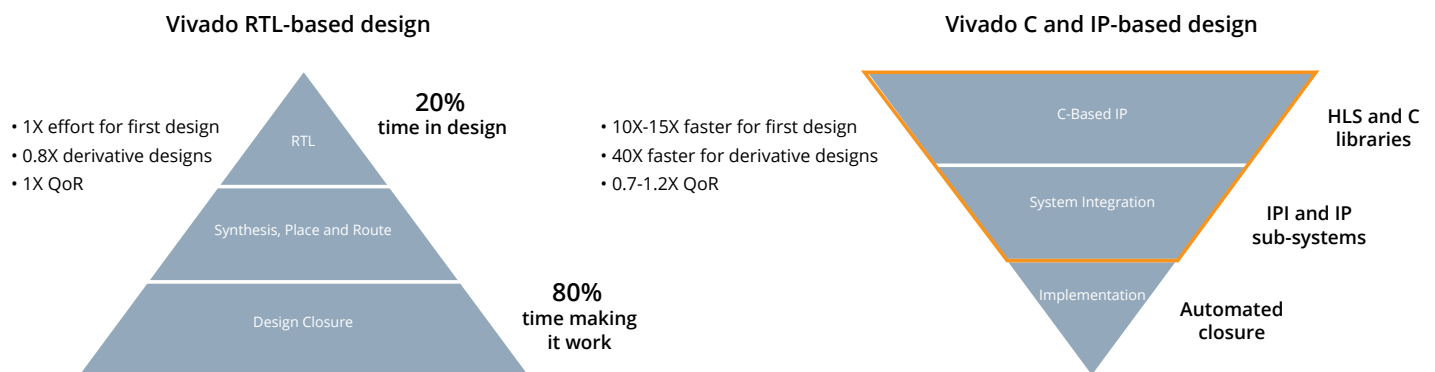 Vivado RTL-based design
• 1X effort for first design
• 0.8X derivative designs
• 1X QoR
20%
time in design
RTL
Synthesis, Place and Route
Design Closure
80%
time making
it work
Vivado C and IP-based design
• 10X-15X faster for first design
• 40X faster for derivative designs
• 0.7-1.2X QoR
C-Based IP
HLS and C
libraries
System Integration
IPI and IP
sub-systems
Implementation
Automated
closure